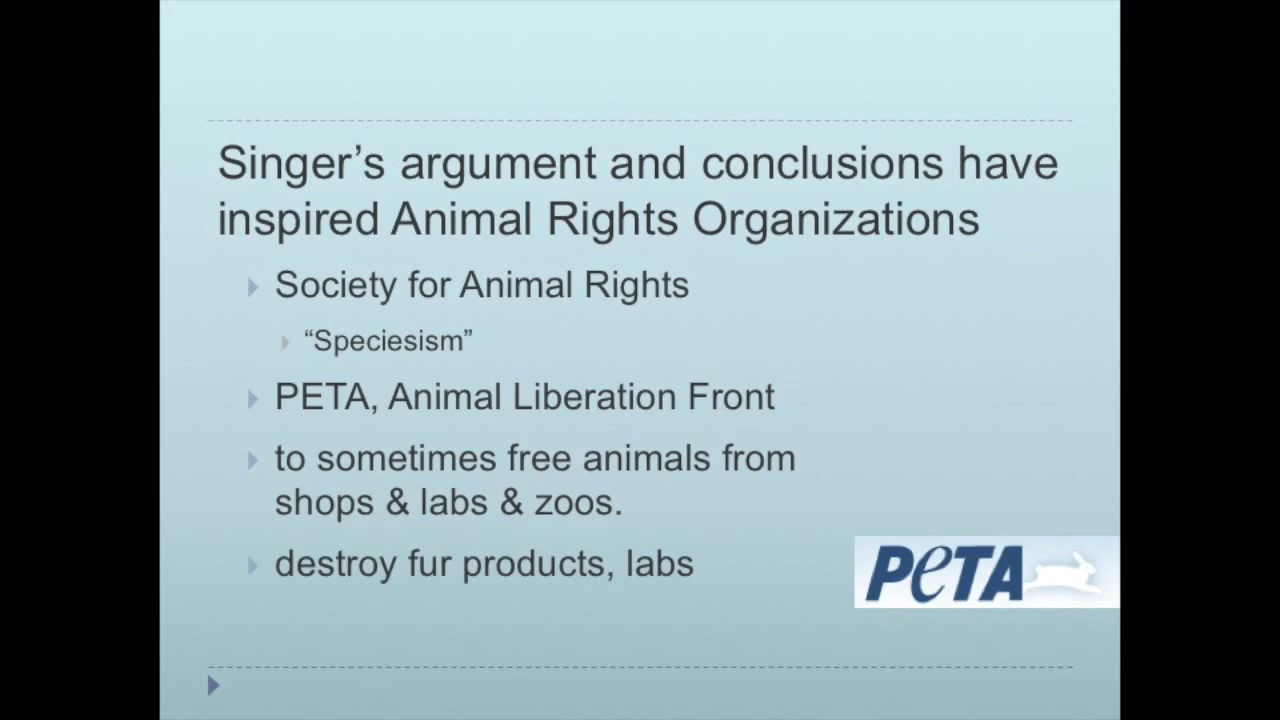 Singer’s argument and conclusions have
inspired Animal Rights Organizations
Society for Animal Rights
“Speciesism”
PETA, Animal Liberation Front
to sometimes free animals from
shops & labs & zoos.
destroy fur products, labs
PeTA